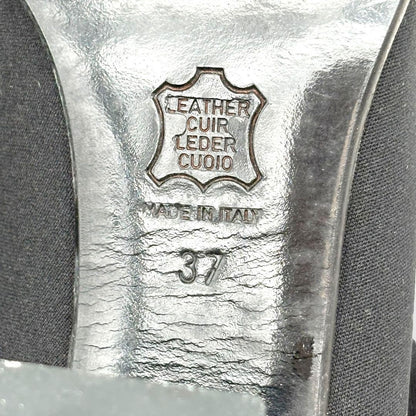 LEATHER
CUIR
LEDER
CUOIO
MADE IN ITALY
37